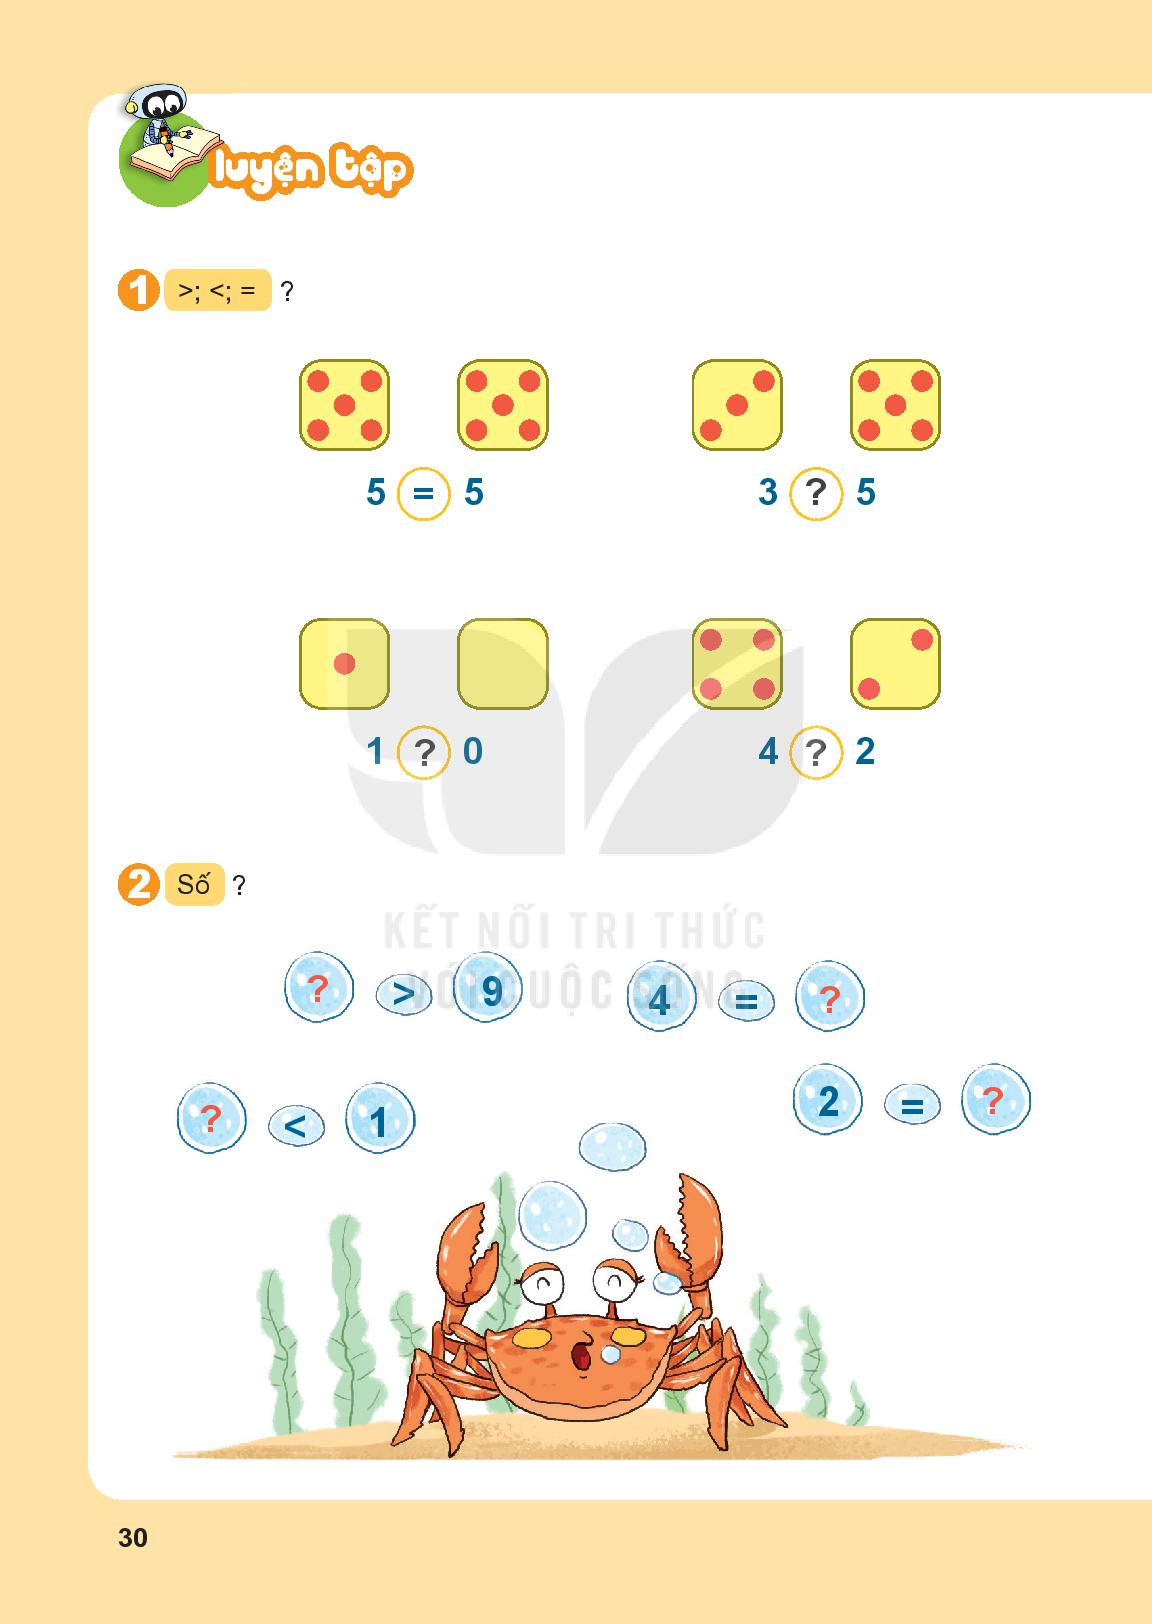 luyện tập
1 >; <; = ?
5 = 5 3 ? 5
1 ? 0 4 ? 2
2 Số ?
KẾT NỐI TRI THỨC
VỚI CUỘC SỐNG
? > 9 4 = ?
? < 1 2 = ?
30